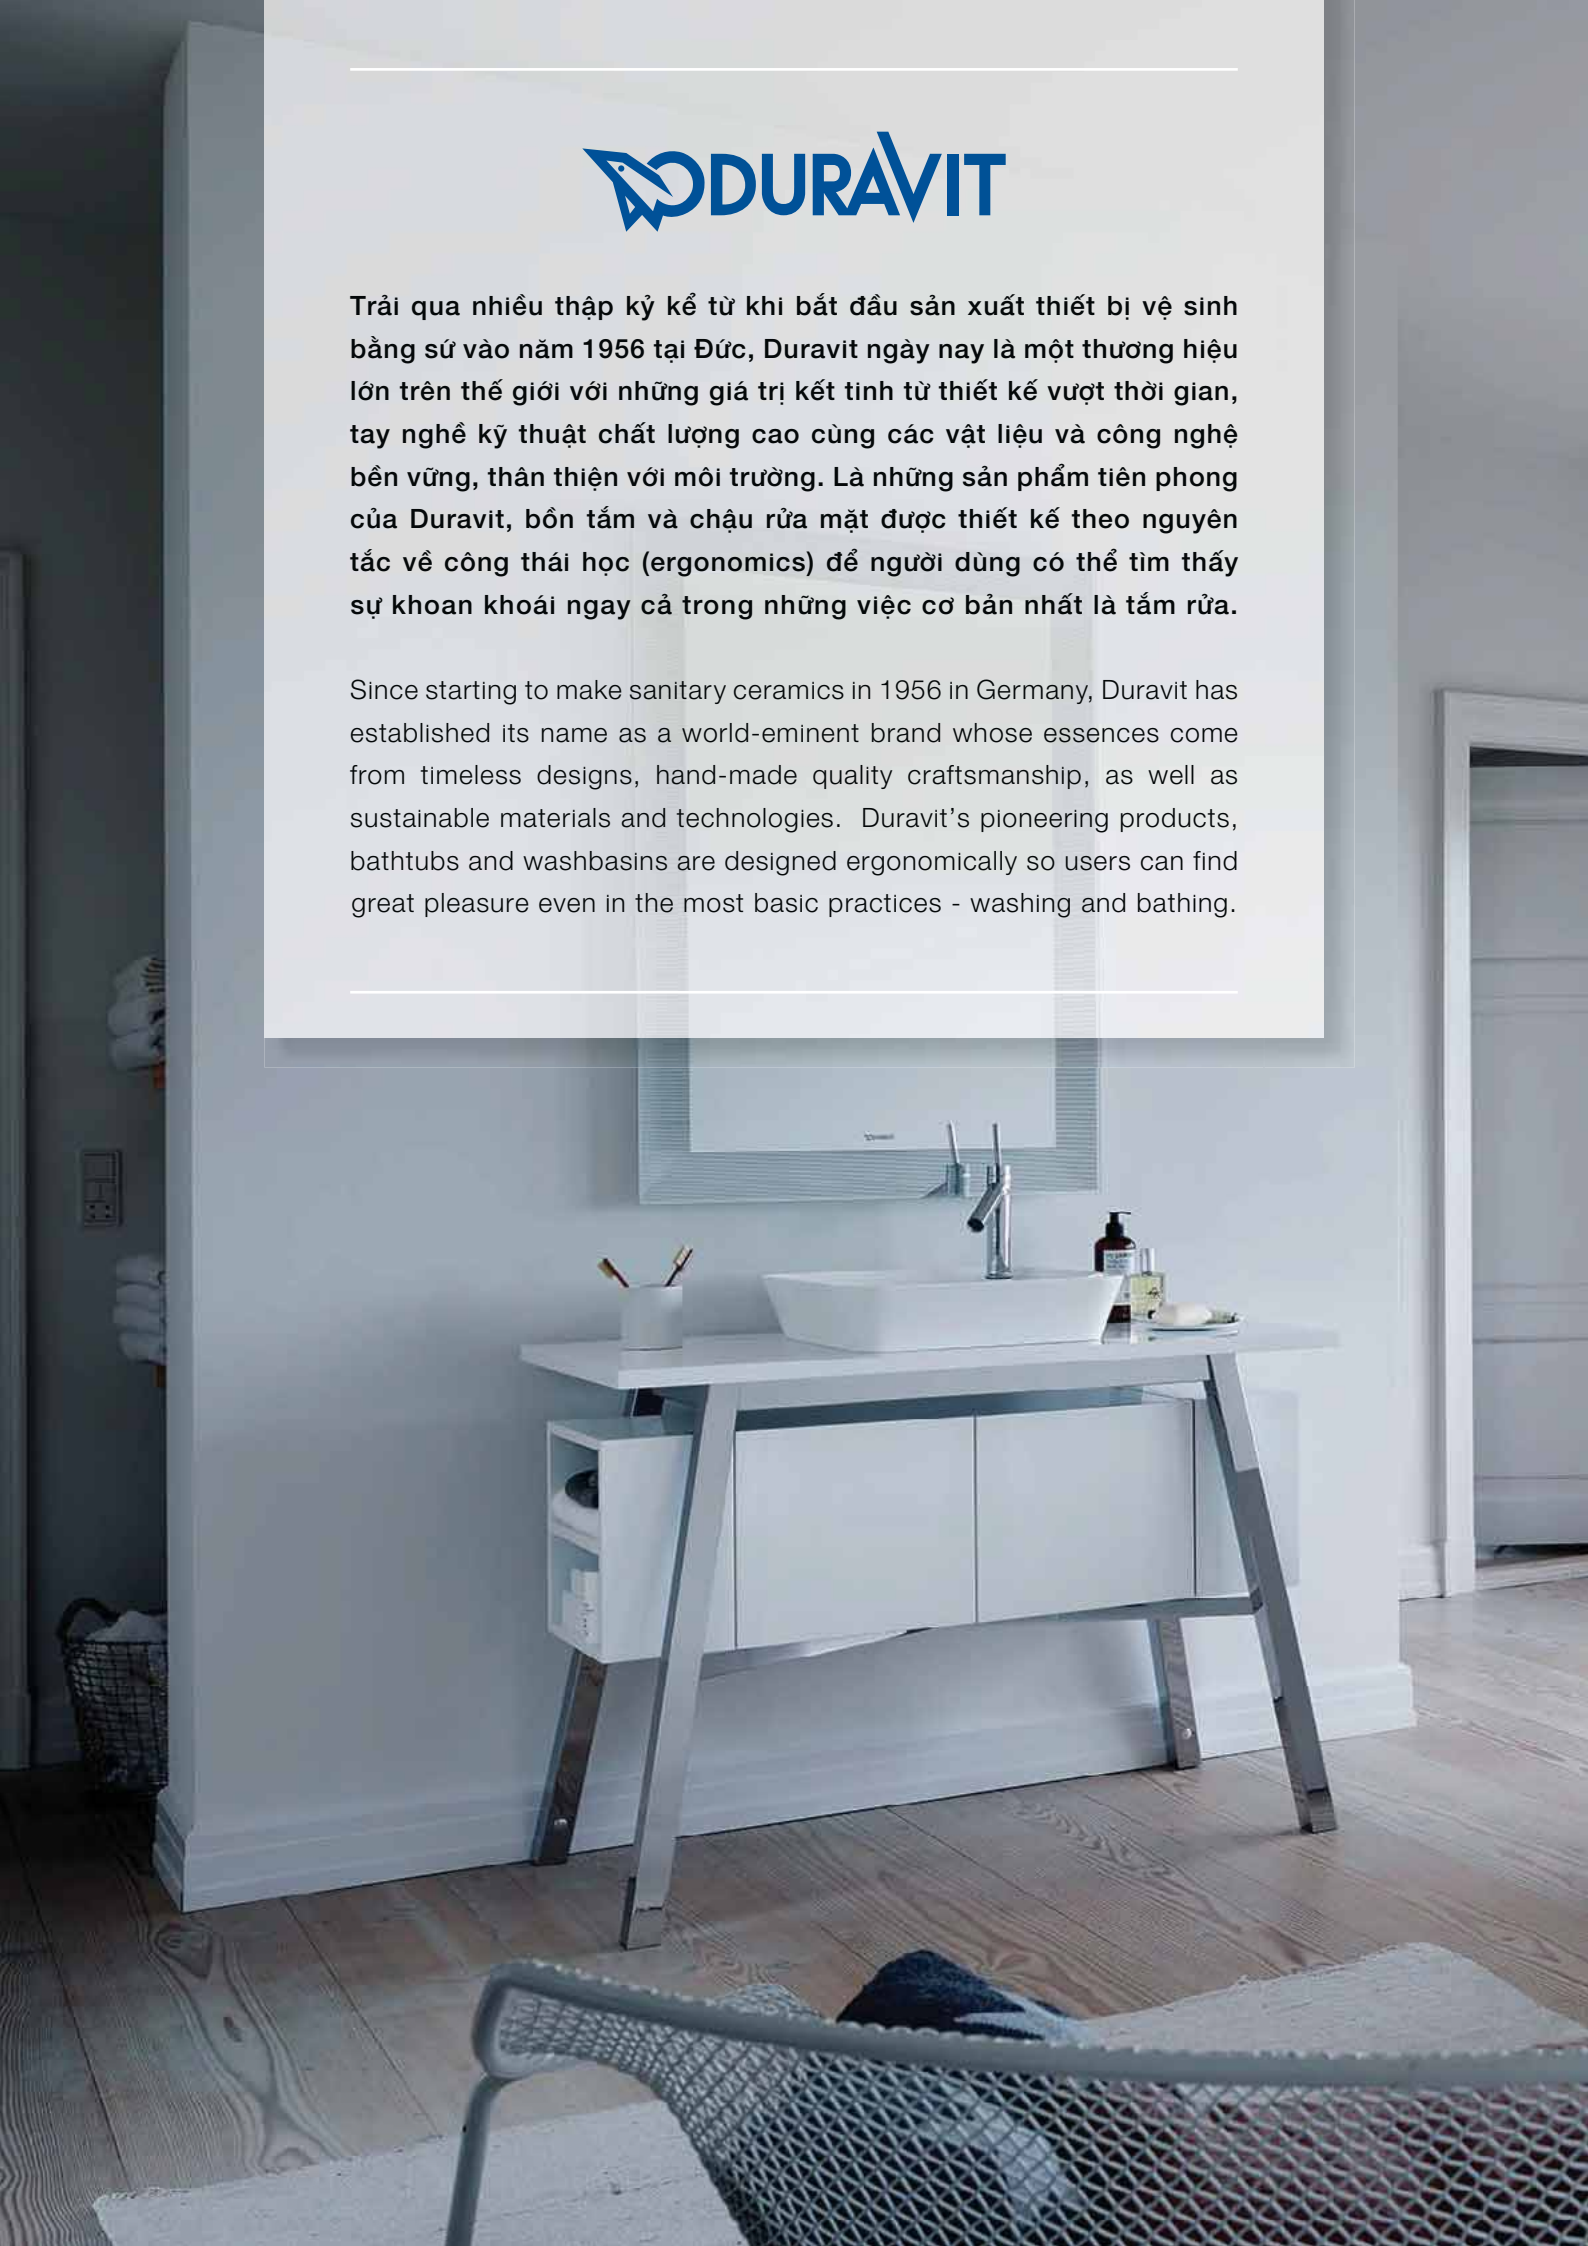 DURAVIT
Trải qua nhiều thập kỷ kể từ khi bắt đầu sản xuất thiết bị vệ sinh
bằng sứ vào năm 1956 tại Đức, Duravit ngày nay là một thương hiệu
lớn trên thế giới với những giá trị kết tinh từ thiết kế vượt thời gian,
tay nghề kỹ thuật chất lượng cao cùng các vật liệu và công nghệ
bền vững, thân thiện với môi trường. Là những sản phẩm tiên phong
của Duravit, bồn tắm và chậu rửa mặt được thiết kế theo nguyên
tắc về công thái học (ergonomics) để người dùng có thể tìm thấy
sự khoan khoái ngay cả trong những việc cơ bản nhất là tắm rửa.
Since starting to make sanitary ceramics in 1956 in Germany, Duravit has
established its name as a world-eminent brand whose essences come
from timeless designs, hand-made quality craftsmanship, as well as
sustainable materials and technologies. Duravit's pioneering products,
bathtubs and washbasins are designed ergonomically so users can find
great pleasure even in the most basic practices - washing and bathing.